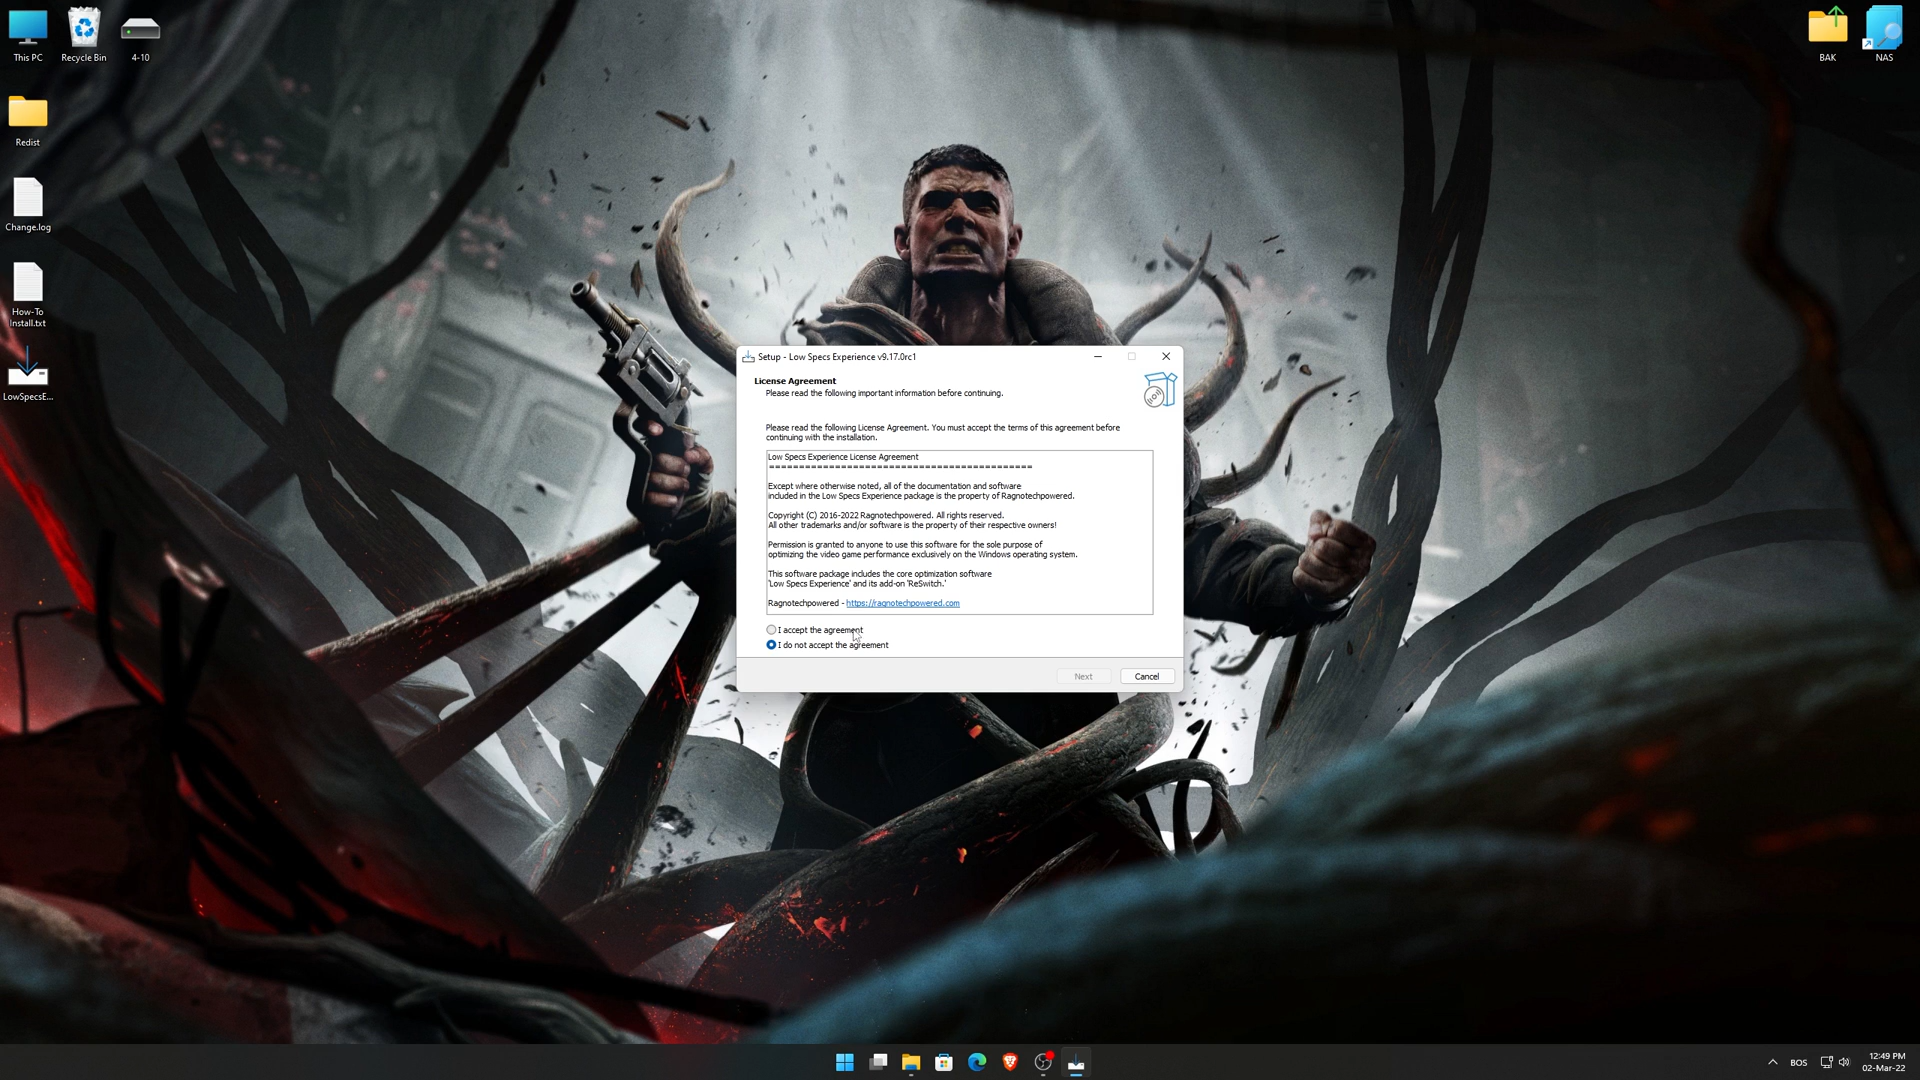 This PC
Recycle Bin
4-10
BAK
NAS
Redist
Change.log
How-To
Install.txt
LowSpecsE...
Setup - Low Specs Experience v9.17.0rc1
License Agreement
Please read the following important information before continuing.
Please read the following License Agreement. You must accept the terms of this agreement before
continuing with the installation.
Low Specs Experience License Agreement
============================================
Except where otherwise noted, all of the documentation and software
included in the Low Specs Experience package is the property of Ragnotechpowered.
Copyright (C) 2016-2022 Ragnotechpowered. All rights reserved.
All other trademarks and/or software is the property of their respective owners!
Permission is granted to anyone to use this software for the sole purpose of
optimizing the video game performance exclusively on the Windows operating system.
This software package includes the core optimization software
'Low Specs Experience' and its add-on 'ReSwitch.'
Ragnotechpowered - https://ragnotechpowered.com
I accept the agreement
I do not accept the agreement
Next
Cancel
BOS
12:49 PM
02-Mar-22